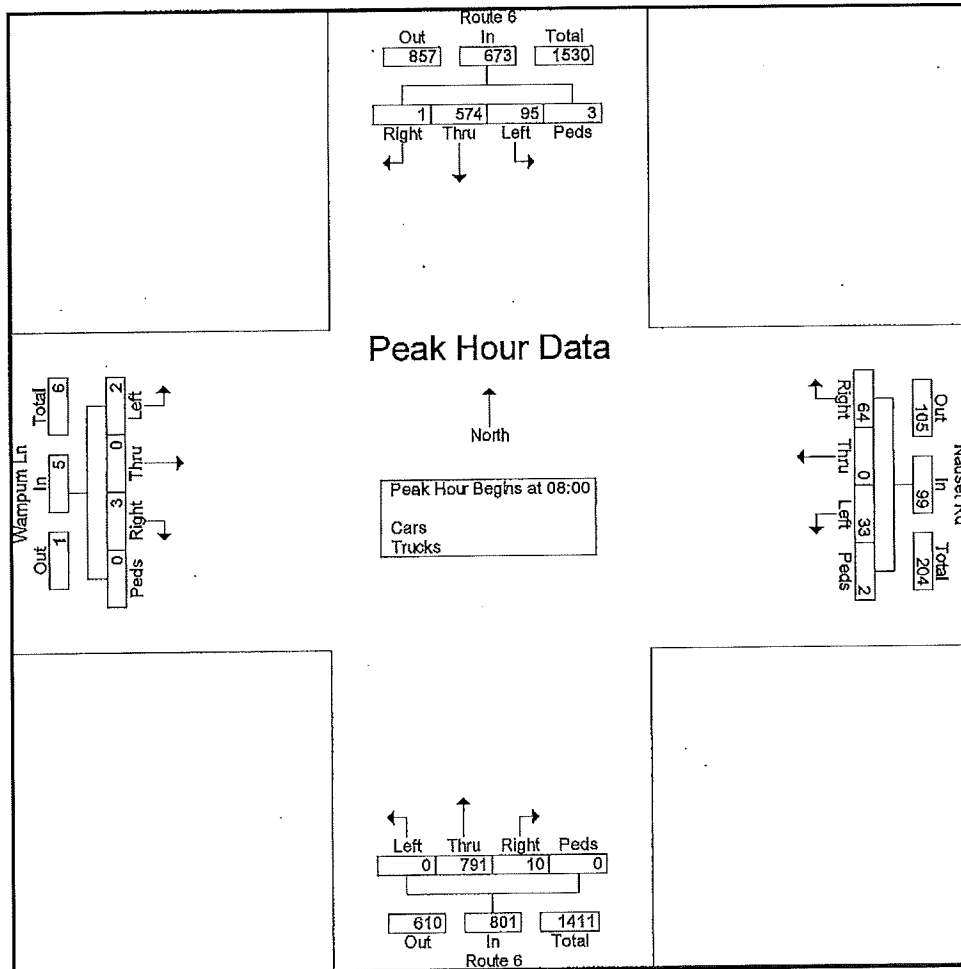 Route 6
Out In Total
857 673 1530
1 574 95 3
Right Thru Left Peds
Peak Hour Data
North
Peak Hour Begins at 08:00
Cars
Trucks
Wampum Ln
Total In Out
6 5 1
2 0 3 0
Left Thru Right Peds
Right Thru Left Peds
64 0 33 2
Out In Total
105 99 204
Left Thru Right Peds
0 791 10 0
610 801 1411
Out In Total
Route 6